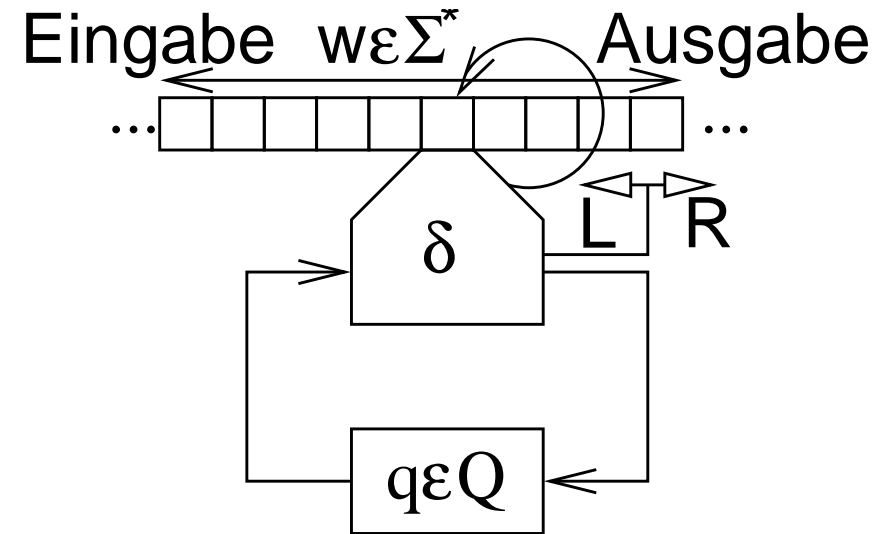 Eingabe wεΣ* Ausgabe
... ...
L R
δ
qεQ